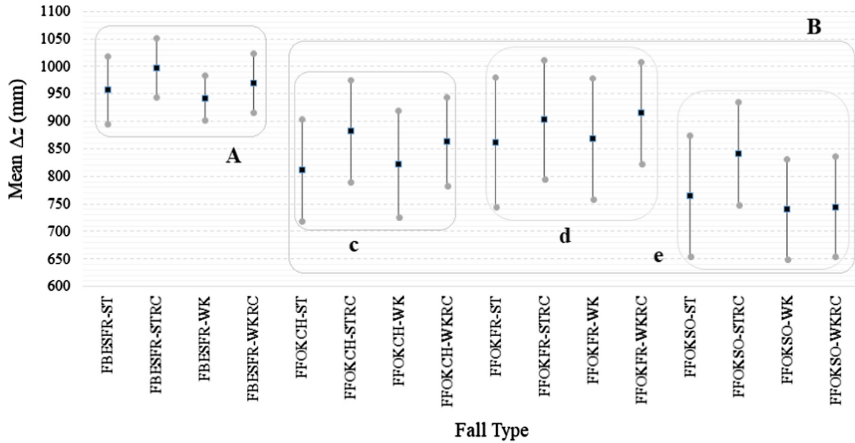 1100
1050
1000
950
900
850
800
750
700
650
600
Mean Δz (mm)
A
B
c
d
e
FBESFR-ST
FBESFR-STRC
FBESFR-WK
FBESFR-WKRC
FFOKCH-ST
FFOKCH-STRC
FFOKCH-WK
FFOKCH-WKRC
FFOKFR-ST
FFOKFR-STRC
FFOKFR-WK
FFOKFR-WKRC
FFOKSO-ST
FFOKSO-STRC
FFOKSO-WK
FFOKSO-WKRC
Fall Type